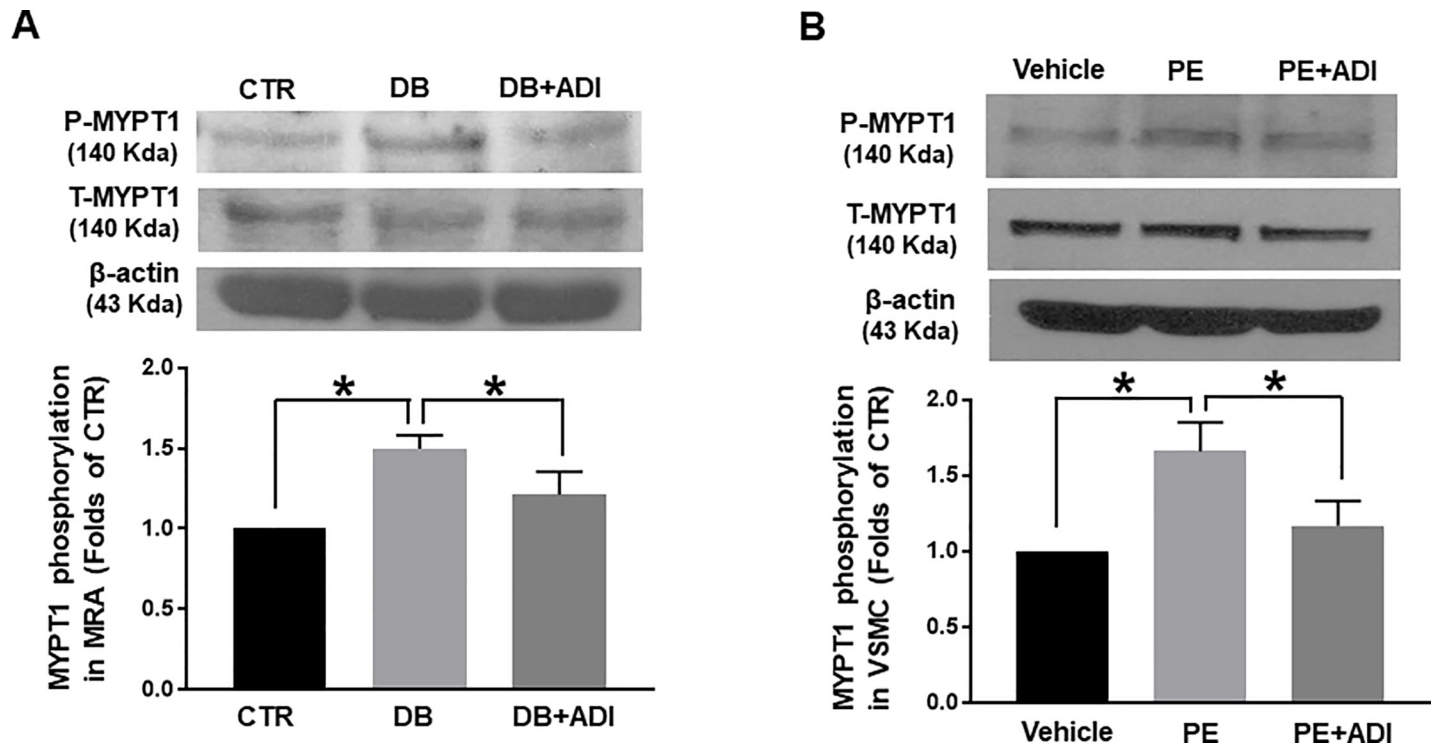 A
CTR DB DB+ADI
P-MYPT1
(140 Kda)
T-MYPT1
(140 Kda)
β-actin
(43 Kda)
MYPT1 phosphorylation
in MRA (Folds of CTR)
2.0
*
*
1.5
1.0
0.5
0.0
CTR DB DB+ADI
B
Vehicle PE PE+ADI
P-MYPT1
(140 Kda)
T-MYPT1
(140 Kda)
β-actin
(43 Kda)
MYPT1 phosphorylation
in VSMC (Folds of CTR)
*
*
2.0
1.5
1.0
0.5
0.0
Vehicle PE PE+ADI